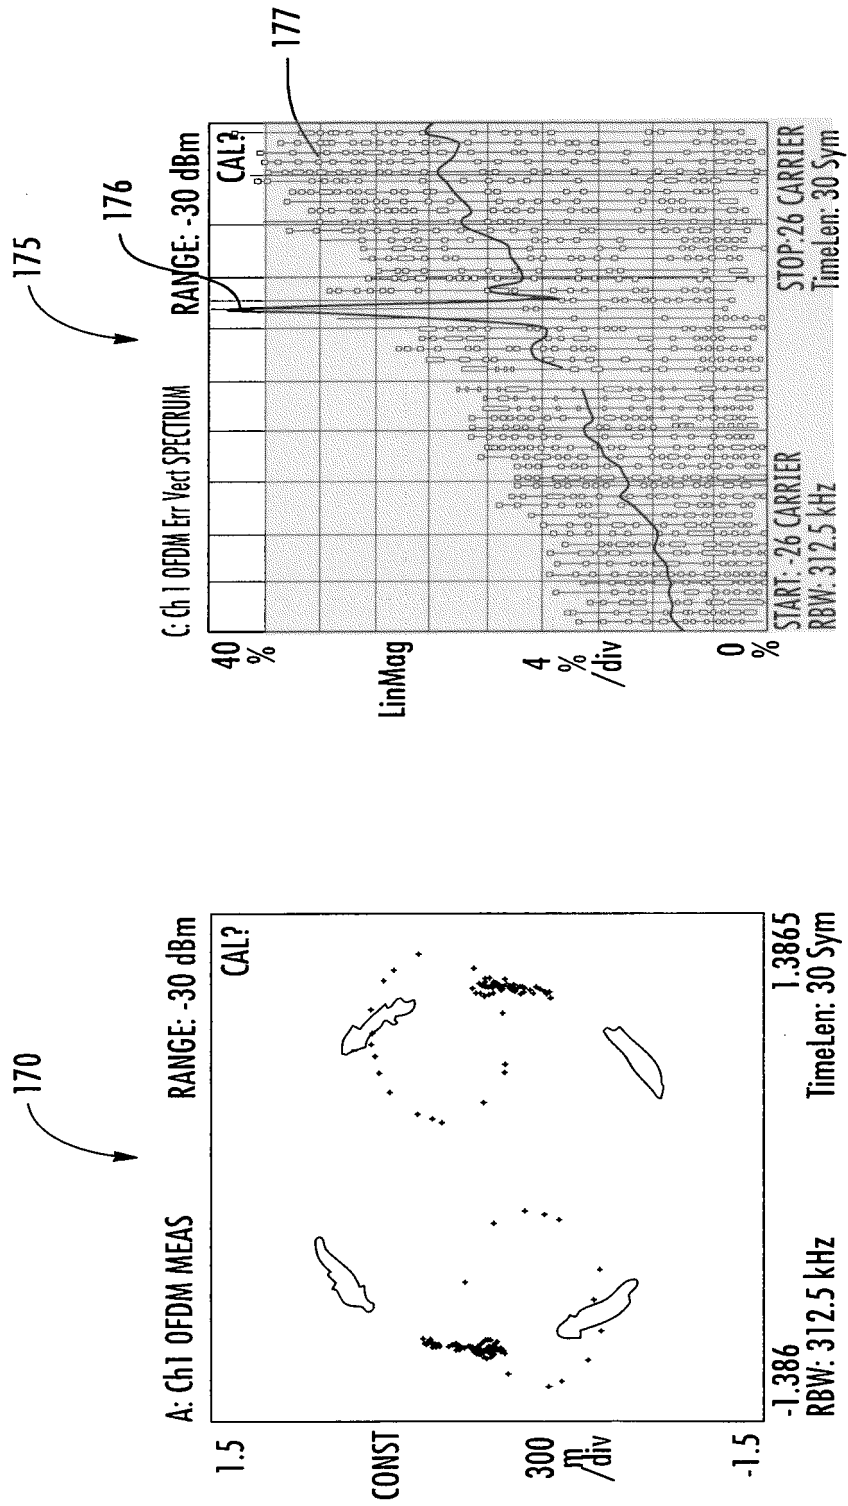 170
A: Ch1 OFDM MEAS
RANGE: -30 dBm
1.5
CAL?
CONST
300
m
/div
-1.5
-1.386
1.3865
RBW: 312.5 kHz
TimeLen: 30 Sym
175
176
177
C: Ch 1 OFDM Err Vect SPECTRUM
RANGE: -30 dBm
40
%
CAL?
LinMag
4
%
/div
0
%
START: -26 CARRIER
STOP:26 CARRIER
RBW: 312.5 kHz
TimeLen: 30 Sym